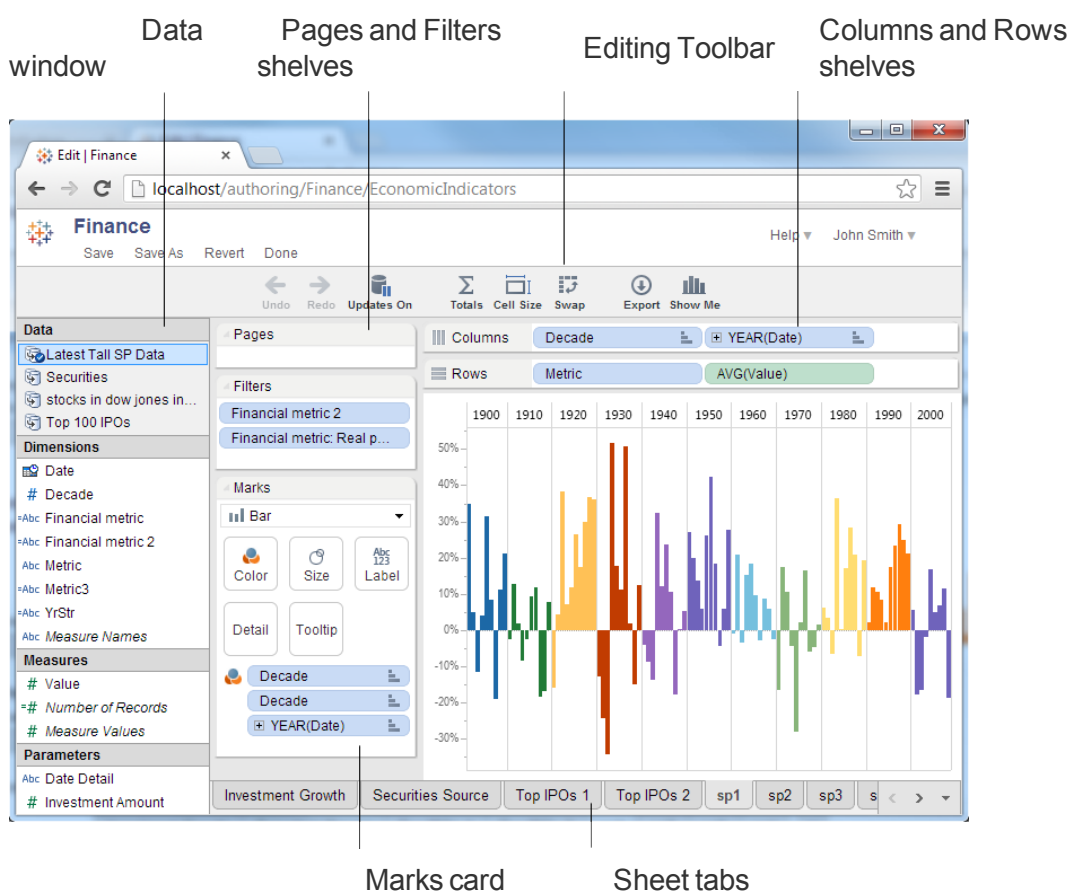 Data
window
Pages and Filters
shelves
Editing Toolbar
Columns and Rows
shelves
Edit | Finance
localhost/authoring/Finance/EconomicIndicators
Finance
Save Save As Revert Done
Help John Smith
Undo Redo Updates On Totals Cell Size Swap Export Show Me
Data
Latest Tall SP Data
Securities
stocks in dow jones in...
Top 100 IPOs
Dimensions
Date
# Decade
=Abc Financial metric
=Abc Financial metric 2
Abc Metric
=Abc Metric3
=Abc YrStr
Abc Measure Names
Measures
# Value
=# Number of Records
# Measure Values
Parameters
Abc Date Detail
# Investment Amount
Pages
Filters
Financial metric 2
Financial metric: Real p...
Marks
Bar
Color Size Abc 123 Label
Detail Tooltip
Decade
Decade
YEAR(Date)
Columns Decade YEAR(Date)
Rows Metric AVG(Value)
1900 1910 1920 1930 1940 1950 1960 1970 1980 1990 2000
50%
40%
30%
20%
10%
0%
-10%
-20%
-30%
Investment Growth Securities Source Top IPOs 1 Top IPOs 2 sp1 sp2 sp3 s
Marks card
Sheet tabs